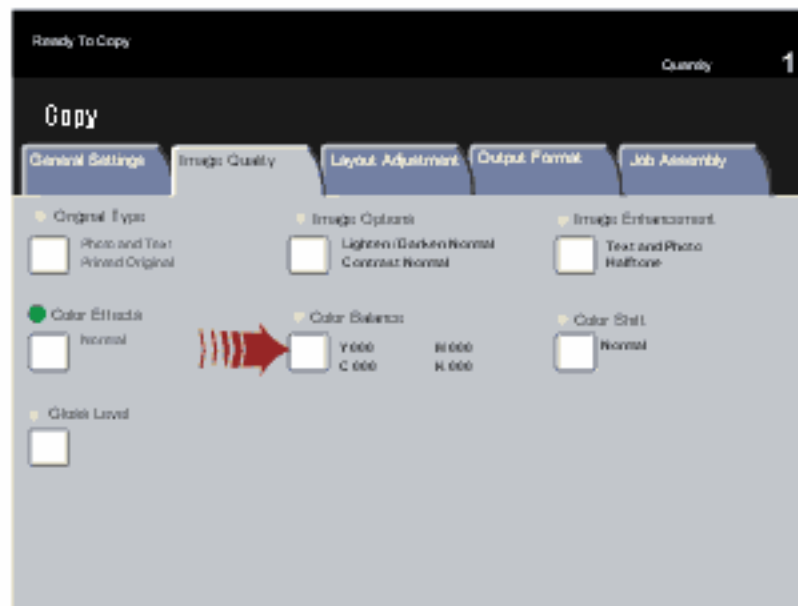 Ready To Copy
Quantity 1
Copy
General Settings Image Quality Layout Adjustment Output Format Job Assembly
Original Type Image Options Image Enhancement
Photo and Text Lighten/Darken Normal Text and Photo
Printed Original Contrast Normal Halftone
Color Effects Color Balance Color Shift
Normal Y 000 M 000 Normal
C 000 K 000
Gloss Level